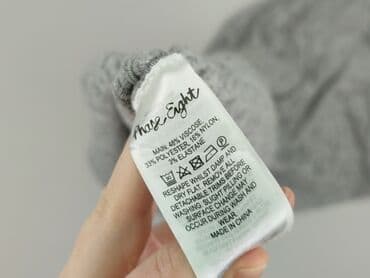 Phase Eight
MAIN: 48% VISCOSE
33% POLYESTER, 16% NYLON,
3% ELASTANE
RESHAPE WHILST DAMP AND
DRY FLAT. REMOVE ALL
DETACHABLE TRIMS BEFORE
WASHING. SLIGHT PILLING OR
SURFACE CHANGE MAY
OCCUR DURING WASH AND
WEAR.
MADE IN CHINA